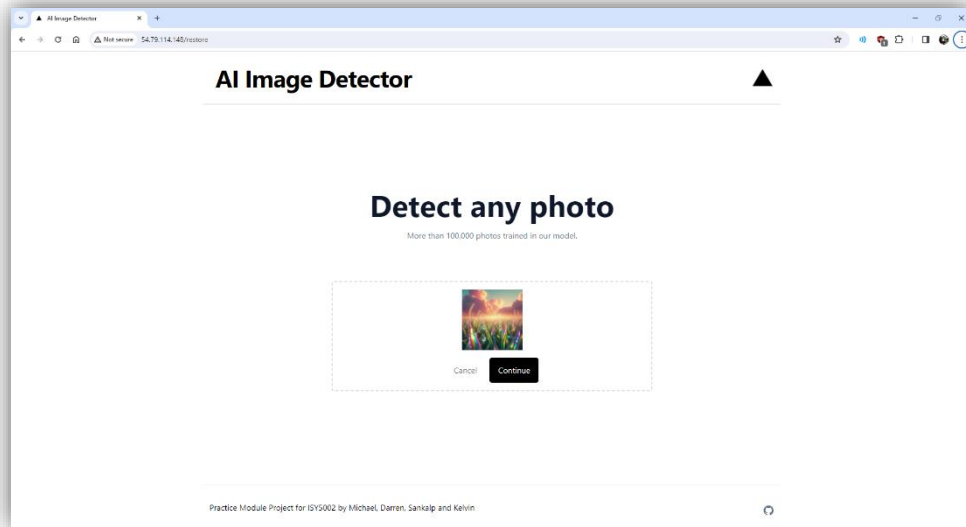 AI Image Detector
Not secure 54.79.114.148/restore
AI Image Detector
Detect any photo
More than 100,000 photos trained in our model.
Cancel Continue
Practice Module Project for ISY5002 by Michael, Darren, Sankalp and Kelvin